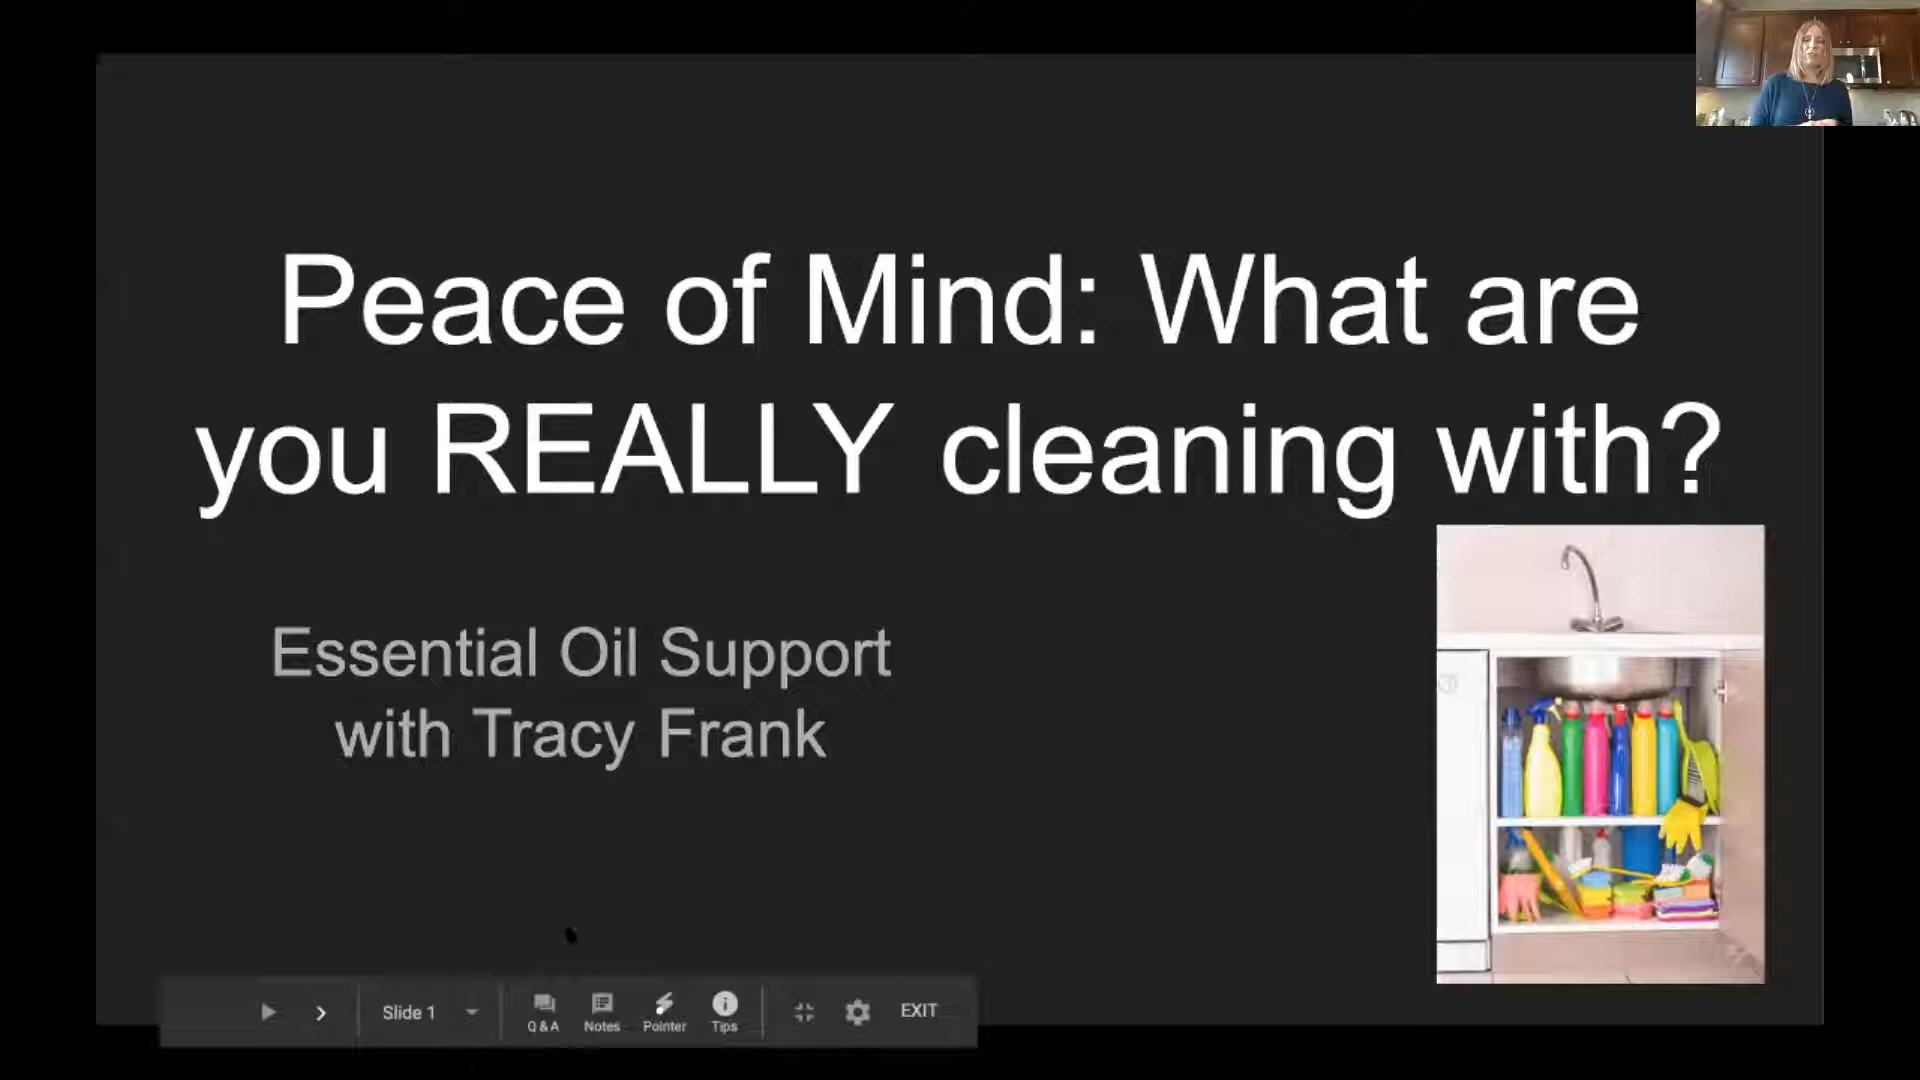 Peace of Mind: What are
you REALLY cleaning with?
Essential Oil Support
with Tracy Frank
Slide 1
Q & A
Notes
Pointer
Tips
EXIT